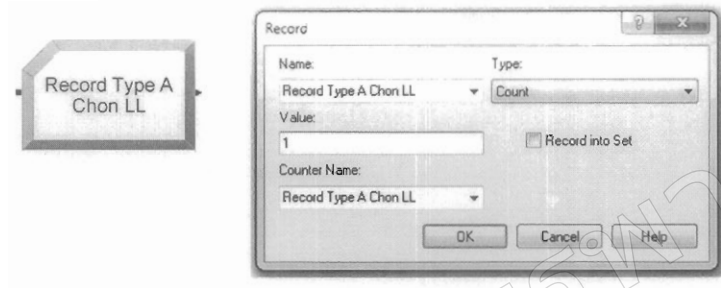 Record Type A
Chon LL
Record
Name:
Type:
Record Type A Chon LL
Count
Value:
1
Record into Set
Counter Name:
Record Type A Chon LL
OK
Cancel
Help